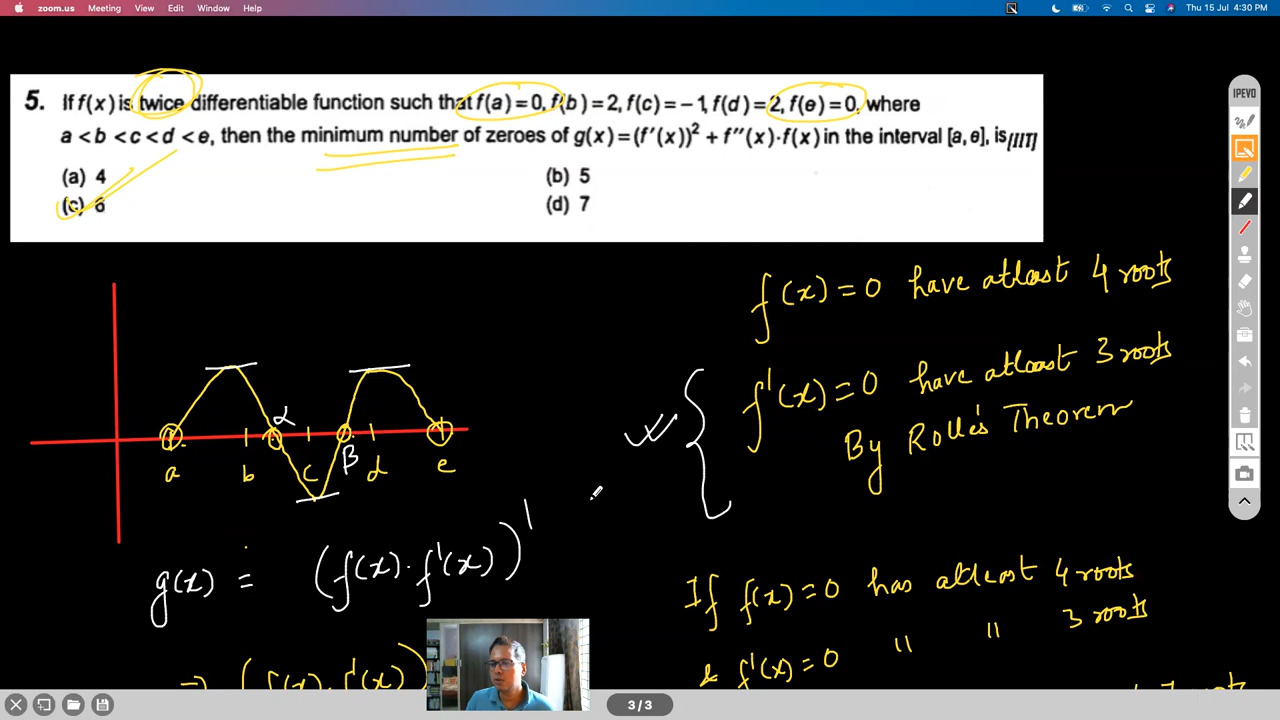 zoom.us Meeting View Edit Window Help Thu 15 Jul 4:30 PM
5. If f(x) is twice differentiable function such that f(a) = 0, f(b) = 2, f(c) = −1, f(d) = 2, f(e) = 0, where
a < b < c < d < e, then the minimum number of zeroes of g(x) = (f'(x))² + f''(x)·f(x) in the interval [a, e], is [IIT]
(a) 4 (b) 5
(c) 6 (d) 7
IPEVO
f(x) = 0 have atleast 4 roots
f'(x) = 0 have atleast 3 roots
By Rolle's Theorem
α
β
a b c d e
g(x) = (f(x)·f'(x))'
If f(x) = 0 has atleast 4 roots
& f'(x) = 0 " " 3 roots
⇒ (f(x)·f'(x))
3/3